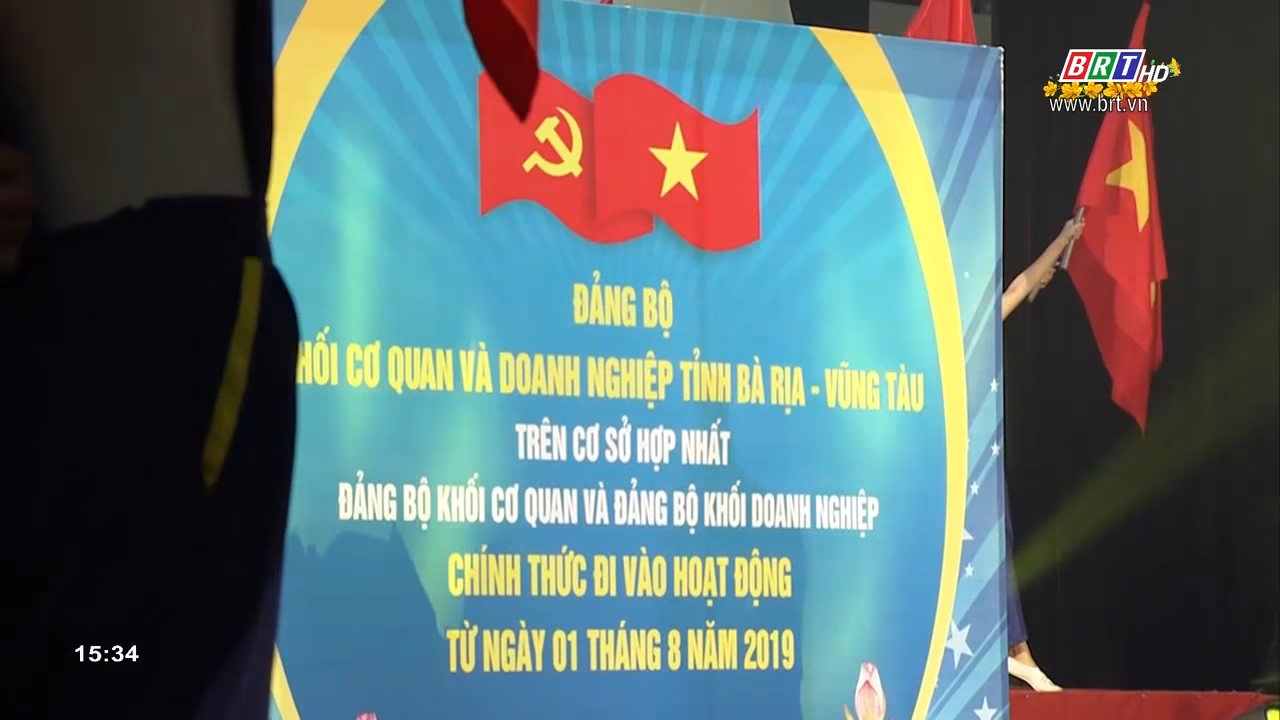 BRT HD
www.brt.vn
ĐẢNG BỘ
HỐI CƠ QUAN VÀ DOANH NGHIỆP TỈNH BÀ RỊA - VŨNG TÀU
TRÊN CƠ SỞ HỢP NHẤT
ĐẢNG BỘ KHỐI CƠ QUAN VÀ ĐẢNG BỘ KHỐI DOANH NGHIỆP
CHÍNH THỨC ĐI VÀO HOẠT ĐỘNG
TỪ NGÀY 01 THÁNG 8 NĂM 2019
15:34